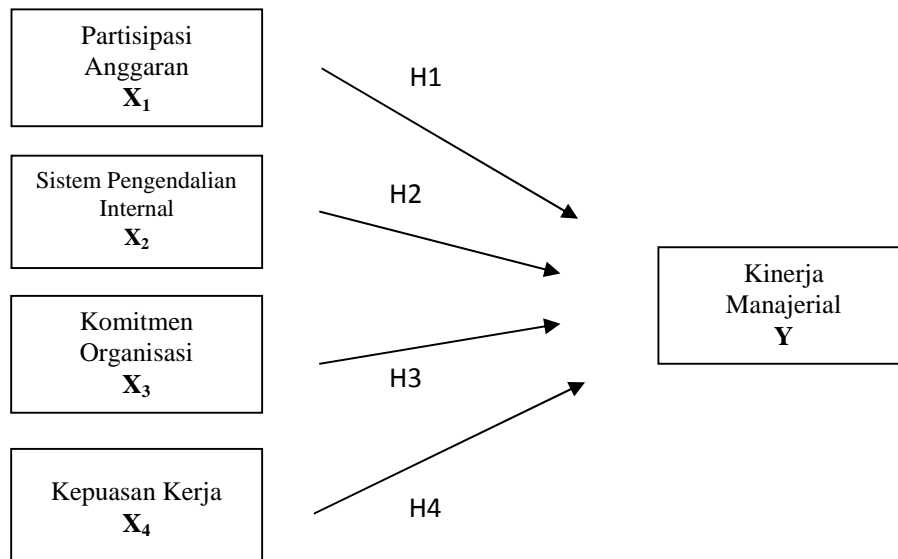 Partisipasi
Anggaran
X₁
H1
Sistem Pengendalian
Internal
X₂
H2
Komitmen
Organisasi
X₃
H3
Kepuasan Kerja
X₄
H4
Kinerja
Manajerial
Y